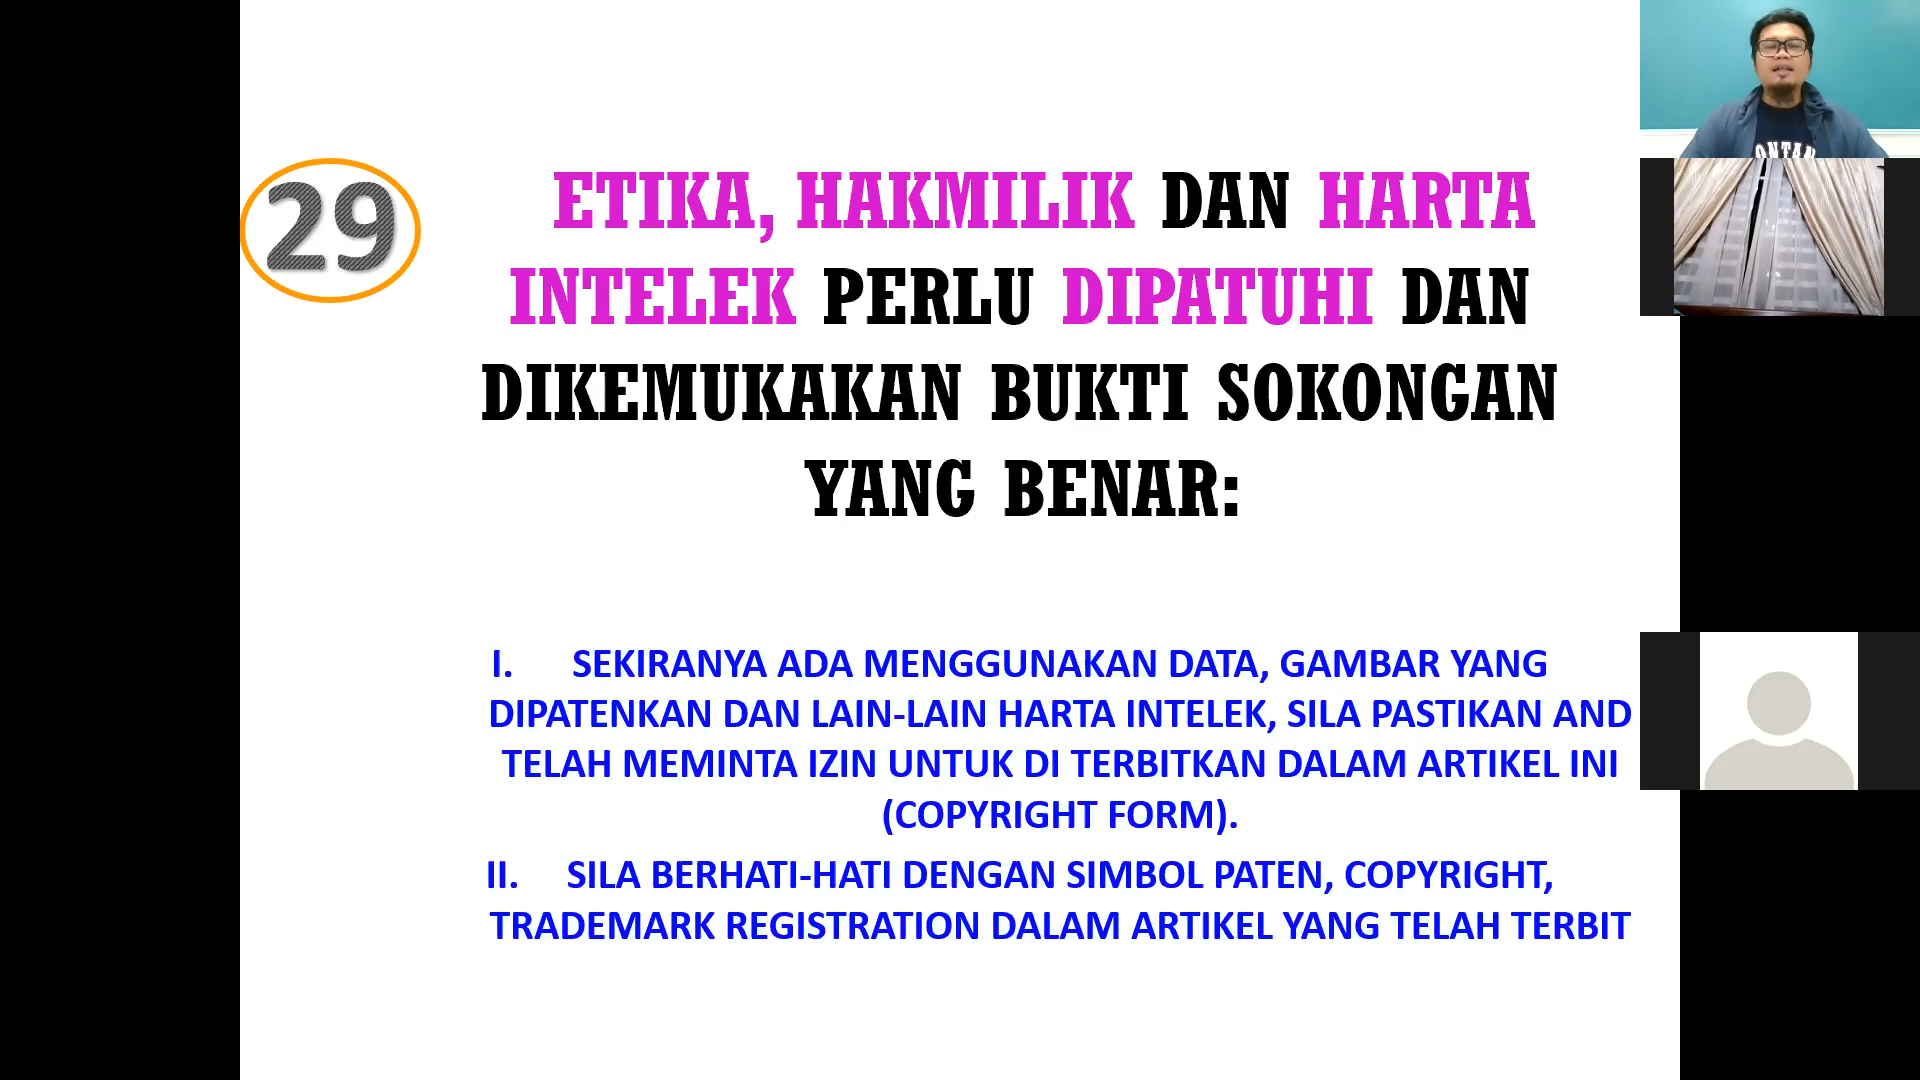 29
ETIKA, HAKMILIK DAN HARTA
INTELEK PERLU DIPATUHI DAN
DIKEMUKAKAN BUKTI SOKONGAN
YANG BENAR:
I. SEKIRANYA ADA MENGGUNAKAN DATA, GAMBAR YANG
DIPATENKAN DAN LAIN-LAIN HARTA INTELEK, SILA PASTIKAN AND
TELAH MEMINTA IZIN UNTUK DI TERBITKAN DALAM ARTIKEL INI
(COPYRIGHT FORM).
II. SILA BERHATI-HATI DENGAN SIMBOL PATEN, COPYRIGHT,
TRADEMARK REGISTRATION DALAM ARTIKEL YANG TELAH TERBIT